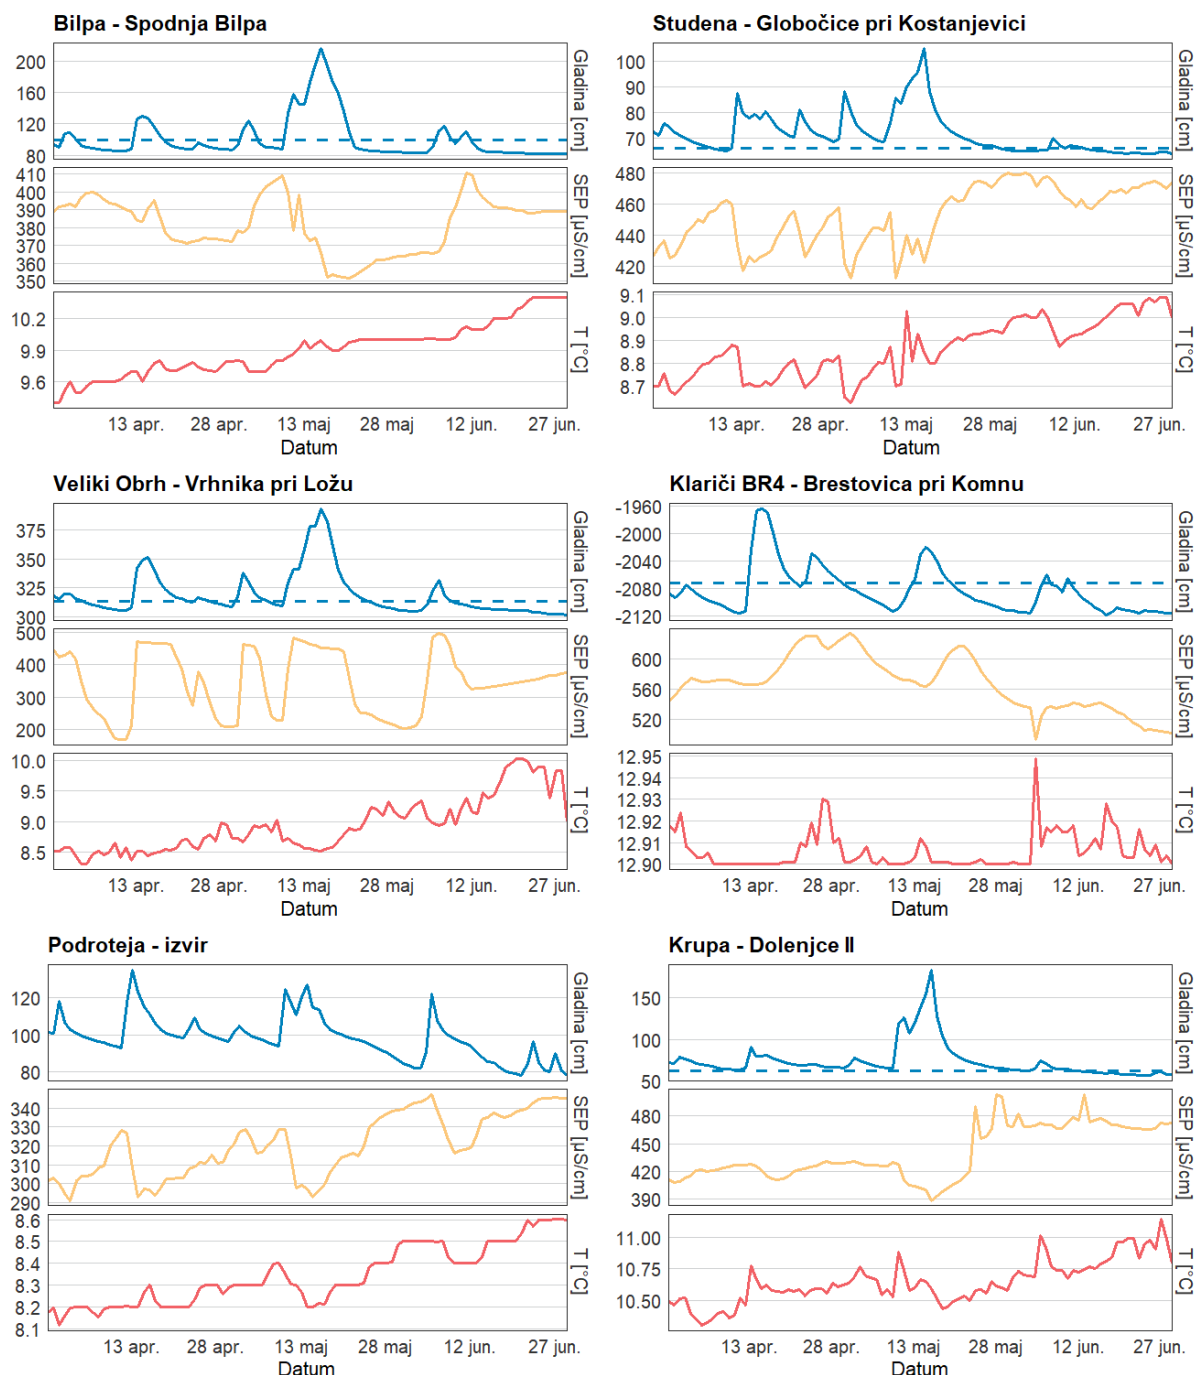 Bilpa - Spodnja Bilpa
200
160
120
80
Gladina [cm]
410
400
390
380
370
360
350
SEP [µS/cm]
10.2
9.9
9.6
T [°C]
13 apr. 28 apr. 13 maj 28 maj 12 jun. 27 jun.
Datum
Studena - Globočice pri Kostanjevici
100
90
80
70
Gladina [cm]
480
460
440
420
SEP [µS/cm]
9.1
9.0
8.9
8.8
8.7
T [°C]
13 apr. 28 apr. 13 maj 28 maj 12 jun. 27 jun.
Datum
Veliki Obrh - Vrhnika pri Ložu
375
350
325
300
Gladina [cm]
500
400
300
200
SEP [µS/cm]
10.0
9.5
9.0
8.5
T [°C]
13 apr. 28 apr. 13 maj 28 maj 12 jun. 27 jun.
Datum
Klariči BR4 - Brestovica pri Komnu
-1960
-2000
-2040
-2080
-2120
Gladina [cm]
600
560
520
SEP [µS/cm]
12.95
12.94
12.93
12.92
12.91
12.90
T [°C]
13 apr. 28 apr. 13 maj 28 maj 12 jun. 27 jun.
Datum
Podroteja - izvir
120
100
80
Gladina [cm]
340
330
320
310
300
290
SEP [µS/cm]
8.6
8.5
8.4
8.3
8.2
8.1
T [°C]
13 apr. 28 apr. 13 maj 28 maj 12 jun. 27 jun.
Datum
Krupa - Dolenjce II
150
100
50
Gladina [cm]
480
450
420
390
SEP [µS/cm]
11.00
10.75
10.50
T [°C]
13 apr. 28 apr. 13 maj 28 maj 12 jun. 27 jun.
Datum